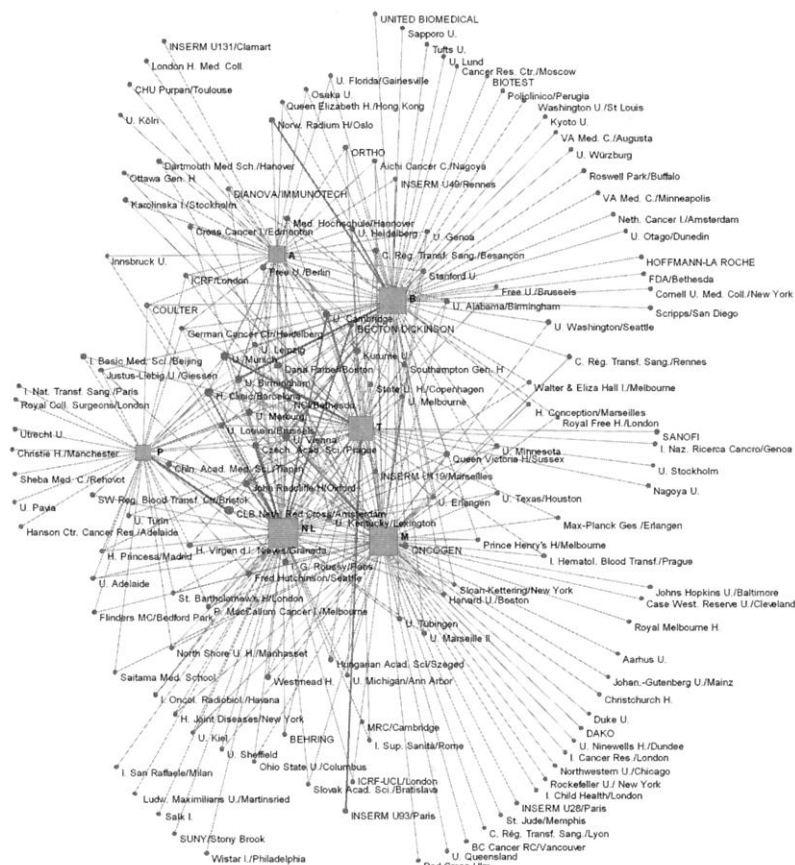 UNITED BIOMEDICAL
Sapporo U.
Tufts U.
INSERM U131/Clamart
U. Lund
London H. Med. Coll.
Cancer Res. Ctr./Moscow
U. Florida/Gainesville
BIOTEST
CHU Purpan/Toulouse
Osaka U.
Policlinico/Perugia
Queen Elizabeth H./Hong Kong
Washington U./St Louis
U. Köln
Norw. Radium H/Oslo
Kyoto U.
VA Med. C./Augusta
ORTHO
U. Würzburg
Dartmouth Med Sch./Hanover
Aichi Cancer C./Nagoya
Roswell Park/Buffalo
Ottawa Gen. H.
INSERM U49/Rennes
DIANOVA/IMMUNOTECH
VA Med. C./Minneapolis
Karolinska I./Stockholm
Neth. Cancer I./Amsterdam
Med. Hochschule/Hannover
Cross Cancer I./Edmonton
U. Heidelberg
U. Otago/Dunedin
U. Genoa
A
C. Rég. Transf. Sang./Besançon
Innsbruck U.
HOFFMANN-LA ROCHE
Free U./Berlin
Stanford U.
ICRF/London
FDA/Bethesda
Free U./Brussels
Cornell U. Med. Coll./New York
B
U. Alabama/Birmingham
COULTER
Scripps/San Diego
U. Cambridge
U. Washington/Seattle
German Cancer Ctr/Heidelberg
BECTON DICKINSON
U. Leipzig
Kurume U.
I. Basic Med. Sci./Beijing
U. Munich
C. Rég. Transf. Sang./Rennes
Justus-Liebig U./Giessen
Dana Farber/Boston
Southampton Gen. H
U. Birmingham
I. Nat. Transf. Sang./Paris
H. Clinic/Barcelona
State U. H./Copenhagen
Walter & Eliza Hall I./Melbourne
Royal Coll. Surgeons/London
NCI/Bethesda
U. Melbourne
H. Conception/Marseilles
U. Marburg
Royal Free H./London
U. Louvain/Brussels
T
Utrecht U.
U. Vienna
SANOFI
Christie H./Manchester
P
Czech. Acad. Sci./Prague
U. Minnesota
I. Naz. Ricerca Cancro/Genoa
Queen Victoria H/Sussex
Chin. Acad. Med. Sci./Tianjin
U. Stockholm
Sheba Med. C./Rehovot
INSERM U119/Marseilles
John Radcliffe H/Oxford
Nagoya U.
SW Reg. Blood Transf. Ctr/Bristol
U. Erlangen
U. Texas/Houston
U. Pavia
CLB Neth. Red Cross/Amsterdam
U. Turin
U. Kentucky/Lexington
Max-Planck Ges./Erlangen
Hanson Ctr. Cancer Res./Adelaide
NL
M
H. Virgen d.l. Nieves/Granada
ONCOGEN
Prince Henry's H/Melbourne
H. Princesa/Madrid
I. G. Roussy/Paris
I. Hematol. Blood Transf./Prague
U. Adelaide
Fred Hutchinson/Seattle
Sloan-Kettering/New York
Johns Hopkins U./Baltimore
St. Bartholomew's H/London
Harvard U./Boston
Case West. Reserve U./Cleveland
Flinders MC/Bedford Park
P. MacCallum Cancer I./Melbourne
U. Tubingen
Royal Melbourne H.
U. Marseille II
North Shore U. H./Manhasset
Aarhus U.
Hungarian Acad. Sci/Szeged
Saitama Med. School
Westmead H.
U. Michigan/Ann Arbor
Johan.-Gutenberg U./Mainz
I. Oncol. Radiobiol./Havana
Christchurch H.
H. Joint Diseases/New York
Duke U.
MRC/Cambridge
U. Kiel
BEHRING
DAKO
I. Sup. Sanità/Rome
U. Ninewells H./Dundee
U. Sheffield
I. Cancer Res./London
Ohio State U./Columbus
Northwestern U./Chicago
I. San Raffaele/Milan
ICRF-UCL/London
Slovak Acad. Sci./Bratislava
Rockefeller U./ New York
I. Child Health/London
Ludw. Maximilians U./Martinsried
INSERM U28/Paris
Salk I.
INSERM U93/Paris
St. Jude/Memphis
C. Rég. Transf. Sang./Lyon
SUNY/Stony Brook
BC Cancer RC/Vancouver
Wistar I./Philadelphia
U. Queensland